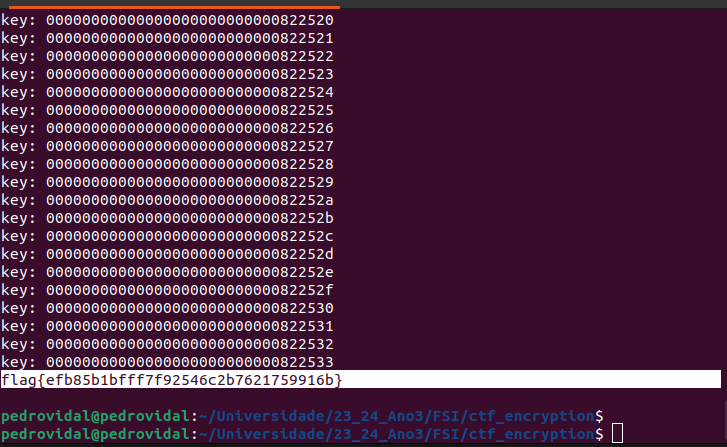 key: 00000000000000000000000000822520
key: 00000000000000000000000000822521
key: 00000000000000000000000000822522
key: 00000000000000000000000000822523
key: 00000000000000000000000000822524
key: 00000000000000000000000000822525
key: 00000000000000000000000000822526
key: 00000000000000000000000000822527
key: 00000000000000000000000000822528
key: 00000000000000000000000000822529
key: 0000000000000000000000000082252a
key: 0000000000000000000000000082252b
key: 0000000000000000000000000082252c
key: 0000000000000000000000000082252d
key: 0000000000000000000000000082252e
key: 0000000000000000000000000082252f
key: 00000000000000000000000000822530
key: 00000000000000000000000000822531
key: 00000000000000000000000000822532
key: 00000000000000000000000000822533
flag{efb85b1bfff7f92546c2b7621759916b}
pedrovidal@pedrovidal:~/Universidade/23_24_Ano3/FSI/ctf_encryption$
pedrovidal@pedrovidal:~/Universidade/23_24_Ano3/FSI/ctf_encryption$